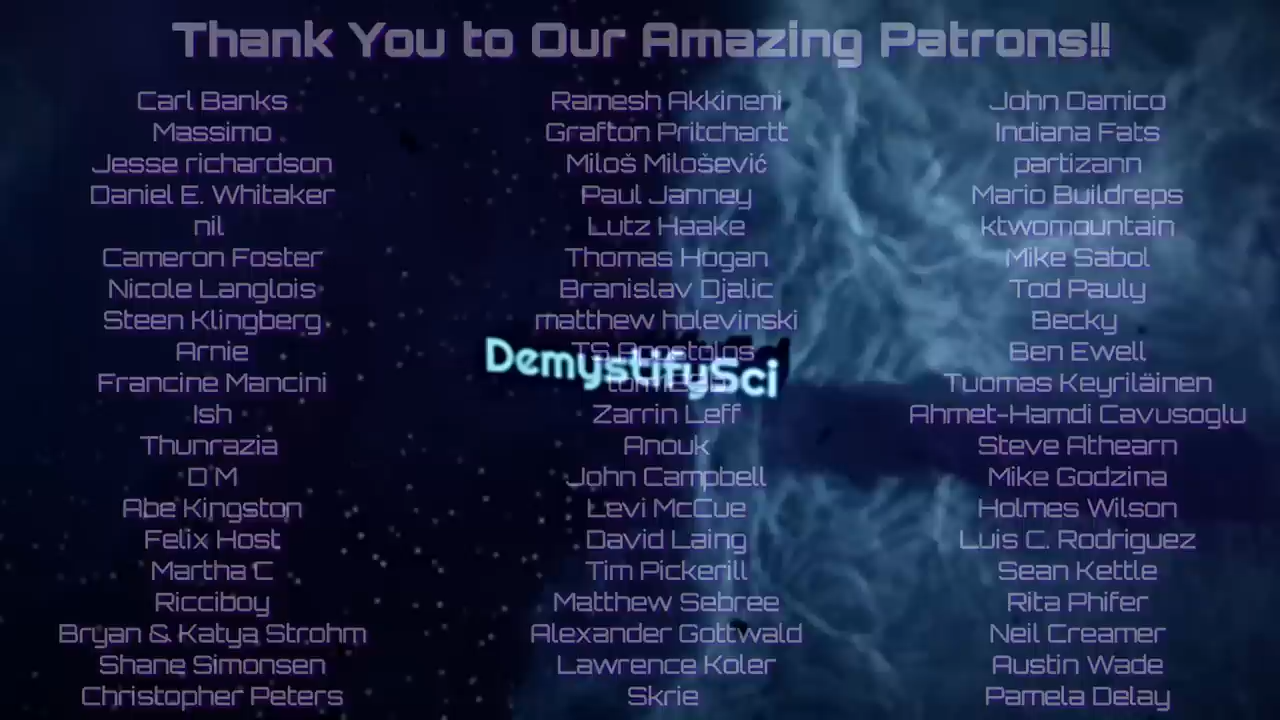 Thank You to Our Amazing Patrons!!
Carl Banks
Massimo
Jesse richardson
Daniel E. Whitaker
nil
Cameron Foster
Nicole Langlois
Steen Klingberg
Arnie
Francine Mancini
Ish
Thunrazia
D M
Abe Kingston
Felix Host
Martha C
Ricciboy
Bryan & Katya Strohm
Shane Simonsen
Christopher Peters
Ramesh Akkineni
Grafton Pritchartt
Miloš Milošević
Paul Janney
Lutz Haake
Thomas Hogan
Branislav Djalic
matthew holevinski
TS Apostolos
DemystifySci
Zarrin Leff
Anouk
John Campbell
Levi McCue
David Laing
Tim Pickerill
Matthew Sebree
Alexander Gottwald
Lawrence Koler
Skrie
John Damico
Indiana Fats
partizann
Mario Buildreps
ktwomountain
Mike Sabol
Tod Pauly
Becky
Ben Ewell
Tuomas Keyriläinen
Ahmet-Hamdi Cavusoglu
Steve Athearn
Mike Godzina
Holmes Wilson
Luis C. Rodriguez
Sean Kettle
Rita Phifer
Neil Creamer
Austin Wade
Pamela Delay